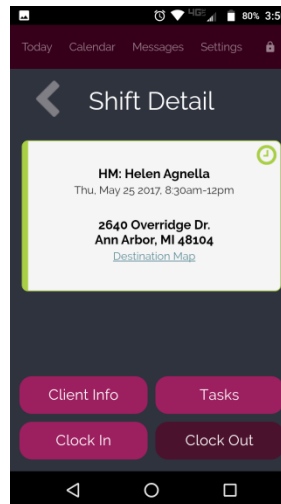 4GE 80% 3:5
Today Calendar Messages Settings
Shift Detail
HM: Helen Agnella
Thu, May 25 2017, 8:30am-12pm
2640 Overridge Dr.
Ann Arbor, MI 48104
Destination Map
Client Info Tasks
Clock In Clock Out